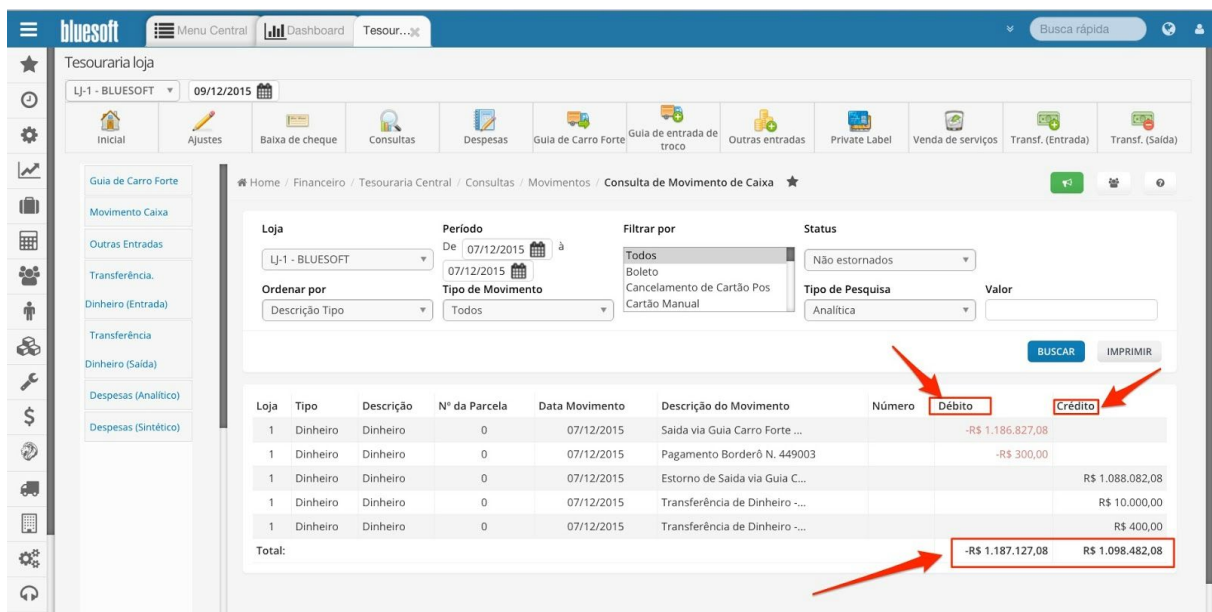 bluesoft
Menu Central
Dashboard
Tesour...
Busca rápida
Tesouraria loja
LJ-1 - BLUESOFT
09/12/2015
Inicial
Ajustes
Baixa de cheque
Consultas
Despesas
Guia de Carro Forte
Guia de entrada de
troco
Outras entradas
Private Label
Venda de serviços
Transf. (Entrada)
Transf. (Saída)
Guia de Carro Forte
Movimento Caixa
Outras Entradas
Transferência.
Dinheiro (Entrada)
Transferência
Dinheiro (Saída)
Despesas (Analítico)
Despesas (Sintético)
Home / Financeiro / Tesouraria Central / Consultas / Movimentos / Consulta de Movimento de Caixa
Loja
LJ-1 - BLUESOFT
Período
De 07/12/2015 à
07/12/2015
Filtrar por
Todos
Boleto
Cancelamento de Cartão Pos
Cartão Manual
Status
Não estornados
Ordenar por
Descrição Tipo
Tipo de Movimento
Todos
Tipo de Pesquisa
Analítica
Valor
BUSCAR
IMPRIMIR
Loja Tipo Descrição Nº da Parcela Data Movimento Descrição do Movimento Número Débito Crédito
1 Dinheiro Dinheiro 0 07/12/2015 Saida via Guia Carro Forte ... -R$ 1.186.827,08
1 Dinheiro Dinheiro 0 07/12/2015 Pagamento Borderô N. 449003 -R$ 300,00
1 Dinheiro Dinheiro 0 07/12/2015 Estorno de Saida via Guia C... R$ 1.088.082,08
1 Dinheiro Dinheiro 0 07/12/2015 Transferência de Dinheiro -... R$ 10.000,00
1 Dinheiro Dinheiro 0 07/12/2015 Transferência de Dinheiro -... R$ 400,00
Total: -R$ 1.187.127,08 R$ 1.098.482,08